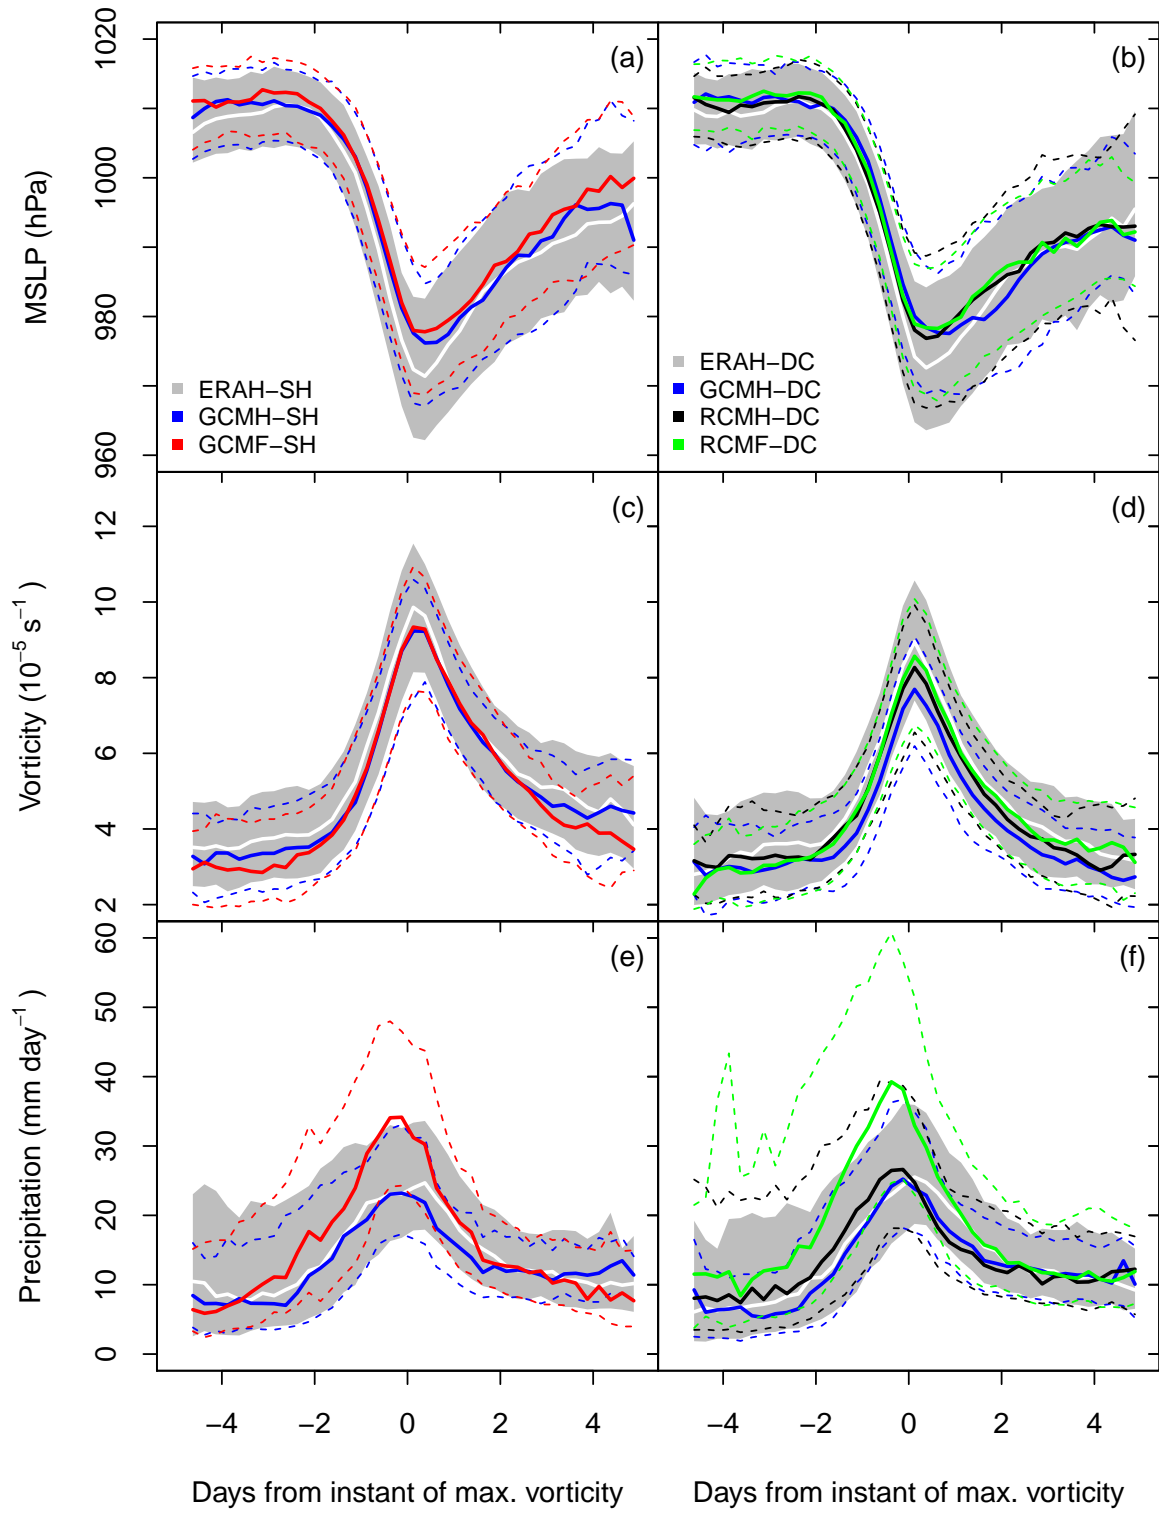 (a)
(b)
MSLP (hPa)
1020
1000
980
960
ERAH−SH
GCMH−SH
GCMF−SH
ERAH−DC
GCMH−DC
RCMH−DC
RCMF−DC
(c)
(d)
Vorticity (10−5 s−1 )
12
10
8
6
4
2
(e)
(f)
Precipitation (mm day−1 )
60
50
40
30
20
10
0
−4 −2 0 2 4
−4 −2 0 2 4
Days from instant of max. vorticity
Days from instant of max. vorticity